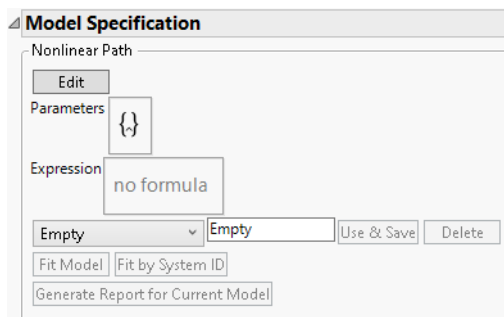 Model Specification
Nonlinear Path
Edit
Parameters {}
Expression no formula
Empty Empty Use & Save Delete
Fit Model Fit by System ID
Generate Report for Current Model